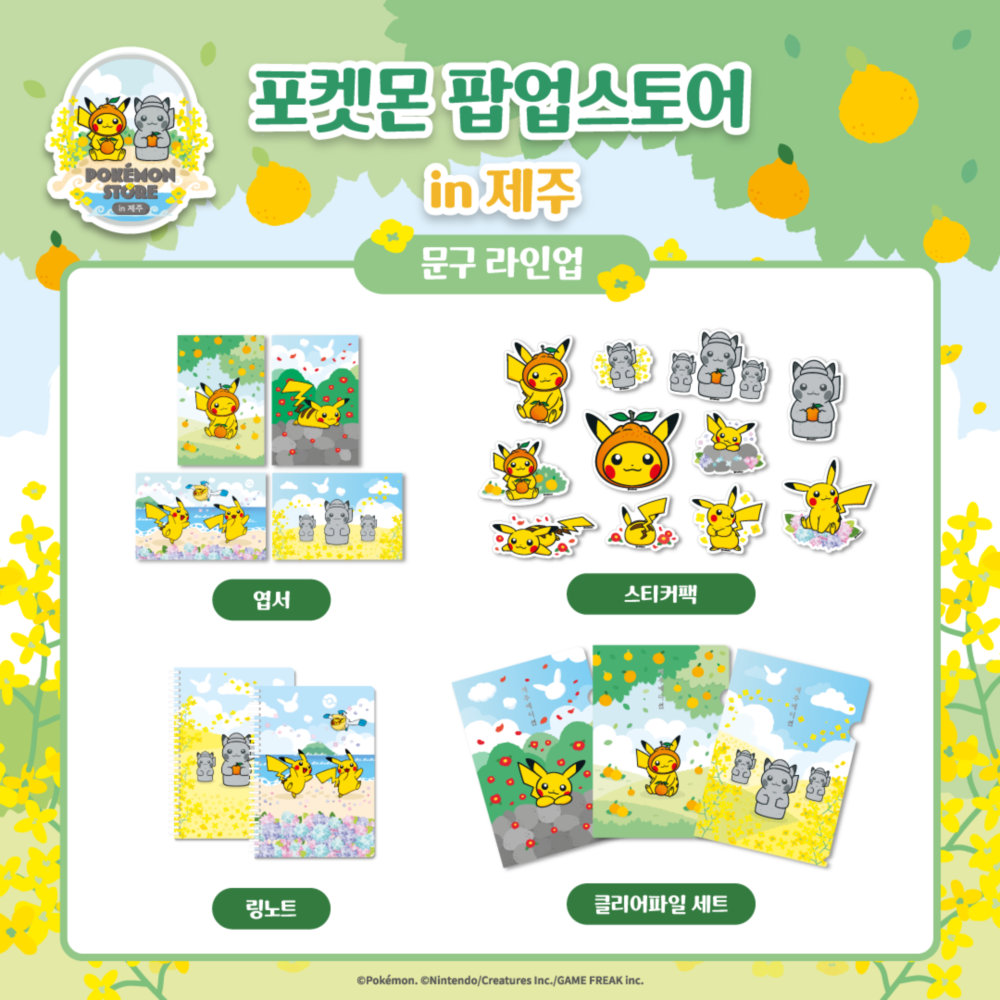 POKÉMON
STORE
in 제주
포켓몬 팝업스토어
in 제주
문구 라인업
엽서
스티커팩
링노트
클리어파일 세트
©Pokémon. ©Nintendo/Creatures Inc./GAME FREAK inc.